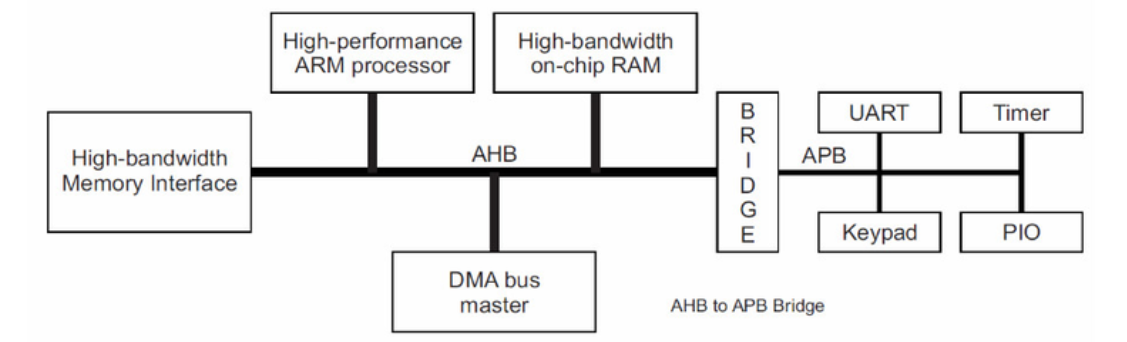 High-performance
ARM processor
High-bandwidth
on-chip RAM
High-bandwidth
Memory Interface
AHB
B
R
I
D
G
E
APB
UART
Timer
Keypad
PIO
DMA bus
master
AHB to APB Bridge